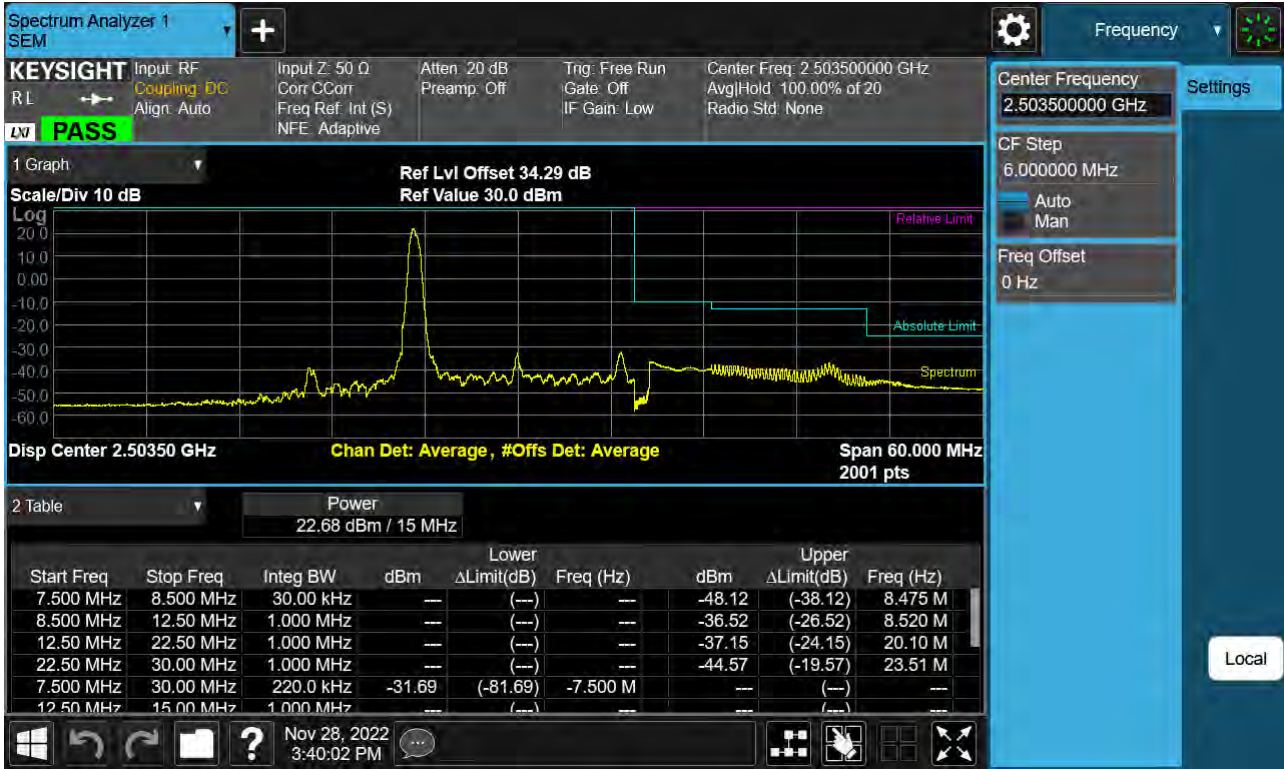 Spectrum Analyzer 1
SEM
+
Frequency
KEYSIGHT
RL
LXI
PASS
Input: RF
Coupling: DC
Align: Auto
Input Z: 50 Ω
Corr CCorr
Freq Ref: Int (S)
NFE: Adaptive
Atten: 20 dB
Preamp: Off
Trig: Free Run
Gate: Off
IF Gain: Low
Center Freq: 2.503500000 GHz
Avg|Hold: 100.00% of 20
Radio Std: None
Center Frequency
2.503500000 GHz
Settings
CF Step
6.000000 MHz
Auto
Man
Freq Offset
0 Hz
Local
1 Graph
Scale/Div 10 dB
Ref Lvl Offset 34.29 dB
Ref Value 30.0 dBm
Log
20.0
10.0
0.00
-10.0
-20.0
-30.0
-40.0
-50.0
-60.0
Relative Limit
Absolute Limit
Spectrum
Disp Center 2.50350 GHz
Chan Det: Average, #Offs Det: Average
Span 60.000 MHz
2001 pts
2 Table
Power
22.68 dBm / 15 MHz
Lower Upper
Start Freq Stop Freq Integ BW dBm ΔLimit(dB) Freq (Hz) dBm ΔLimit(dB) Freq (Hz)
7.500 MHz 8.500 MHz 30.00 kHz --- (---) --- -48.12 (-38.12) 8.475 M
8.500 MHz 12.50 MHz 1.000 MHz --- (---) --- -36.52 (-26.52) 8.520 M
12.50 MHz 22.50 MHz 1.000 MHz --- (---) --- -37.15 (-24.15) 20.10 M
22.50 MHz 30.00 MHz 1.000 MHz --- (---) --- -44.57 (-19.57) 23.51 M
7.500 MHz 30.00 MHz 220.0 kHz -31.69 (-81.69) -7.500 M --- (---) ---
12.50 MHz 15.00 MHz 1.000 MHz --- (---) --- --- (---) ---
?
Nov 28, 2022
3:40:02 PM